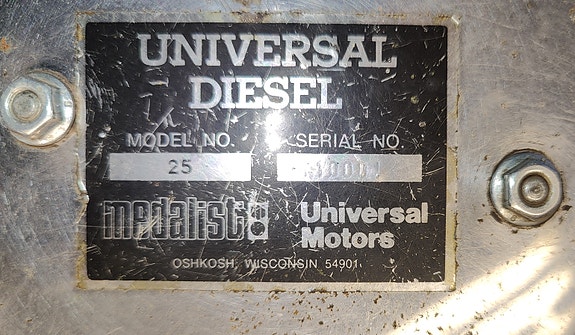 UNIVERSAL
DIESEL
MODEL NO. SERIAL NO.
25
medalist Universal
Motors
OSHKOSH, WISCONSIN 54901